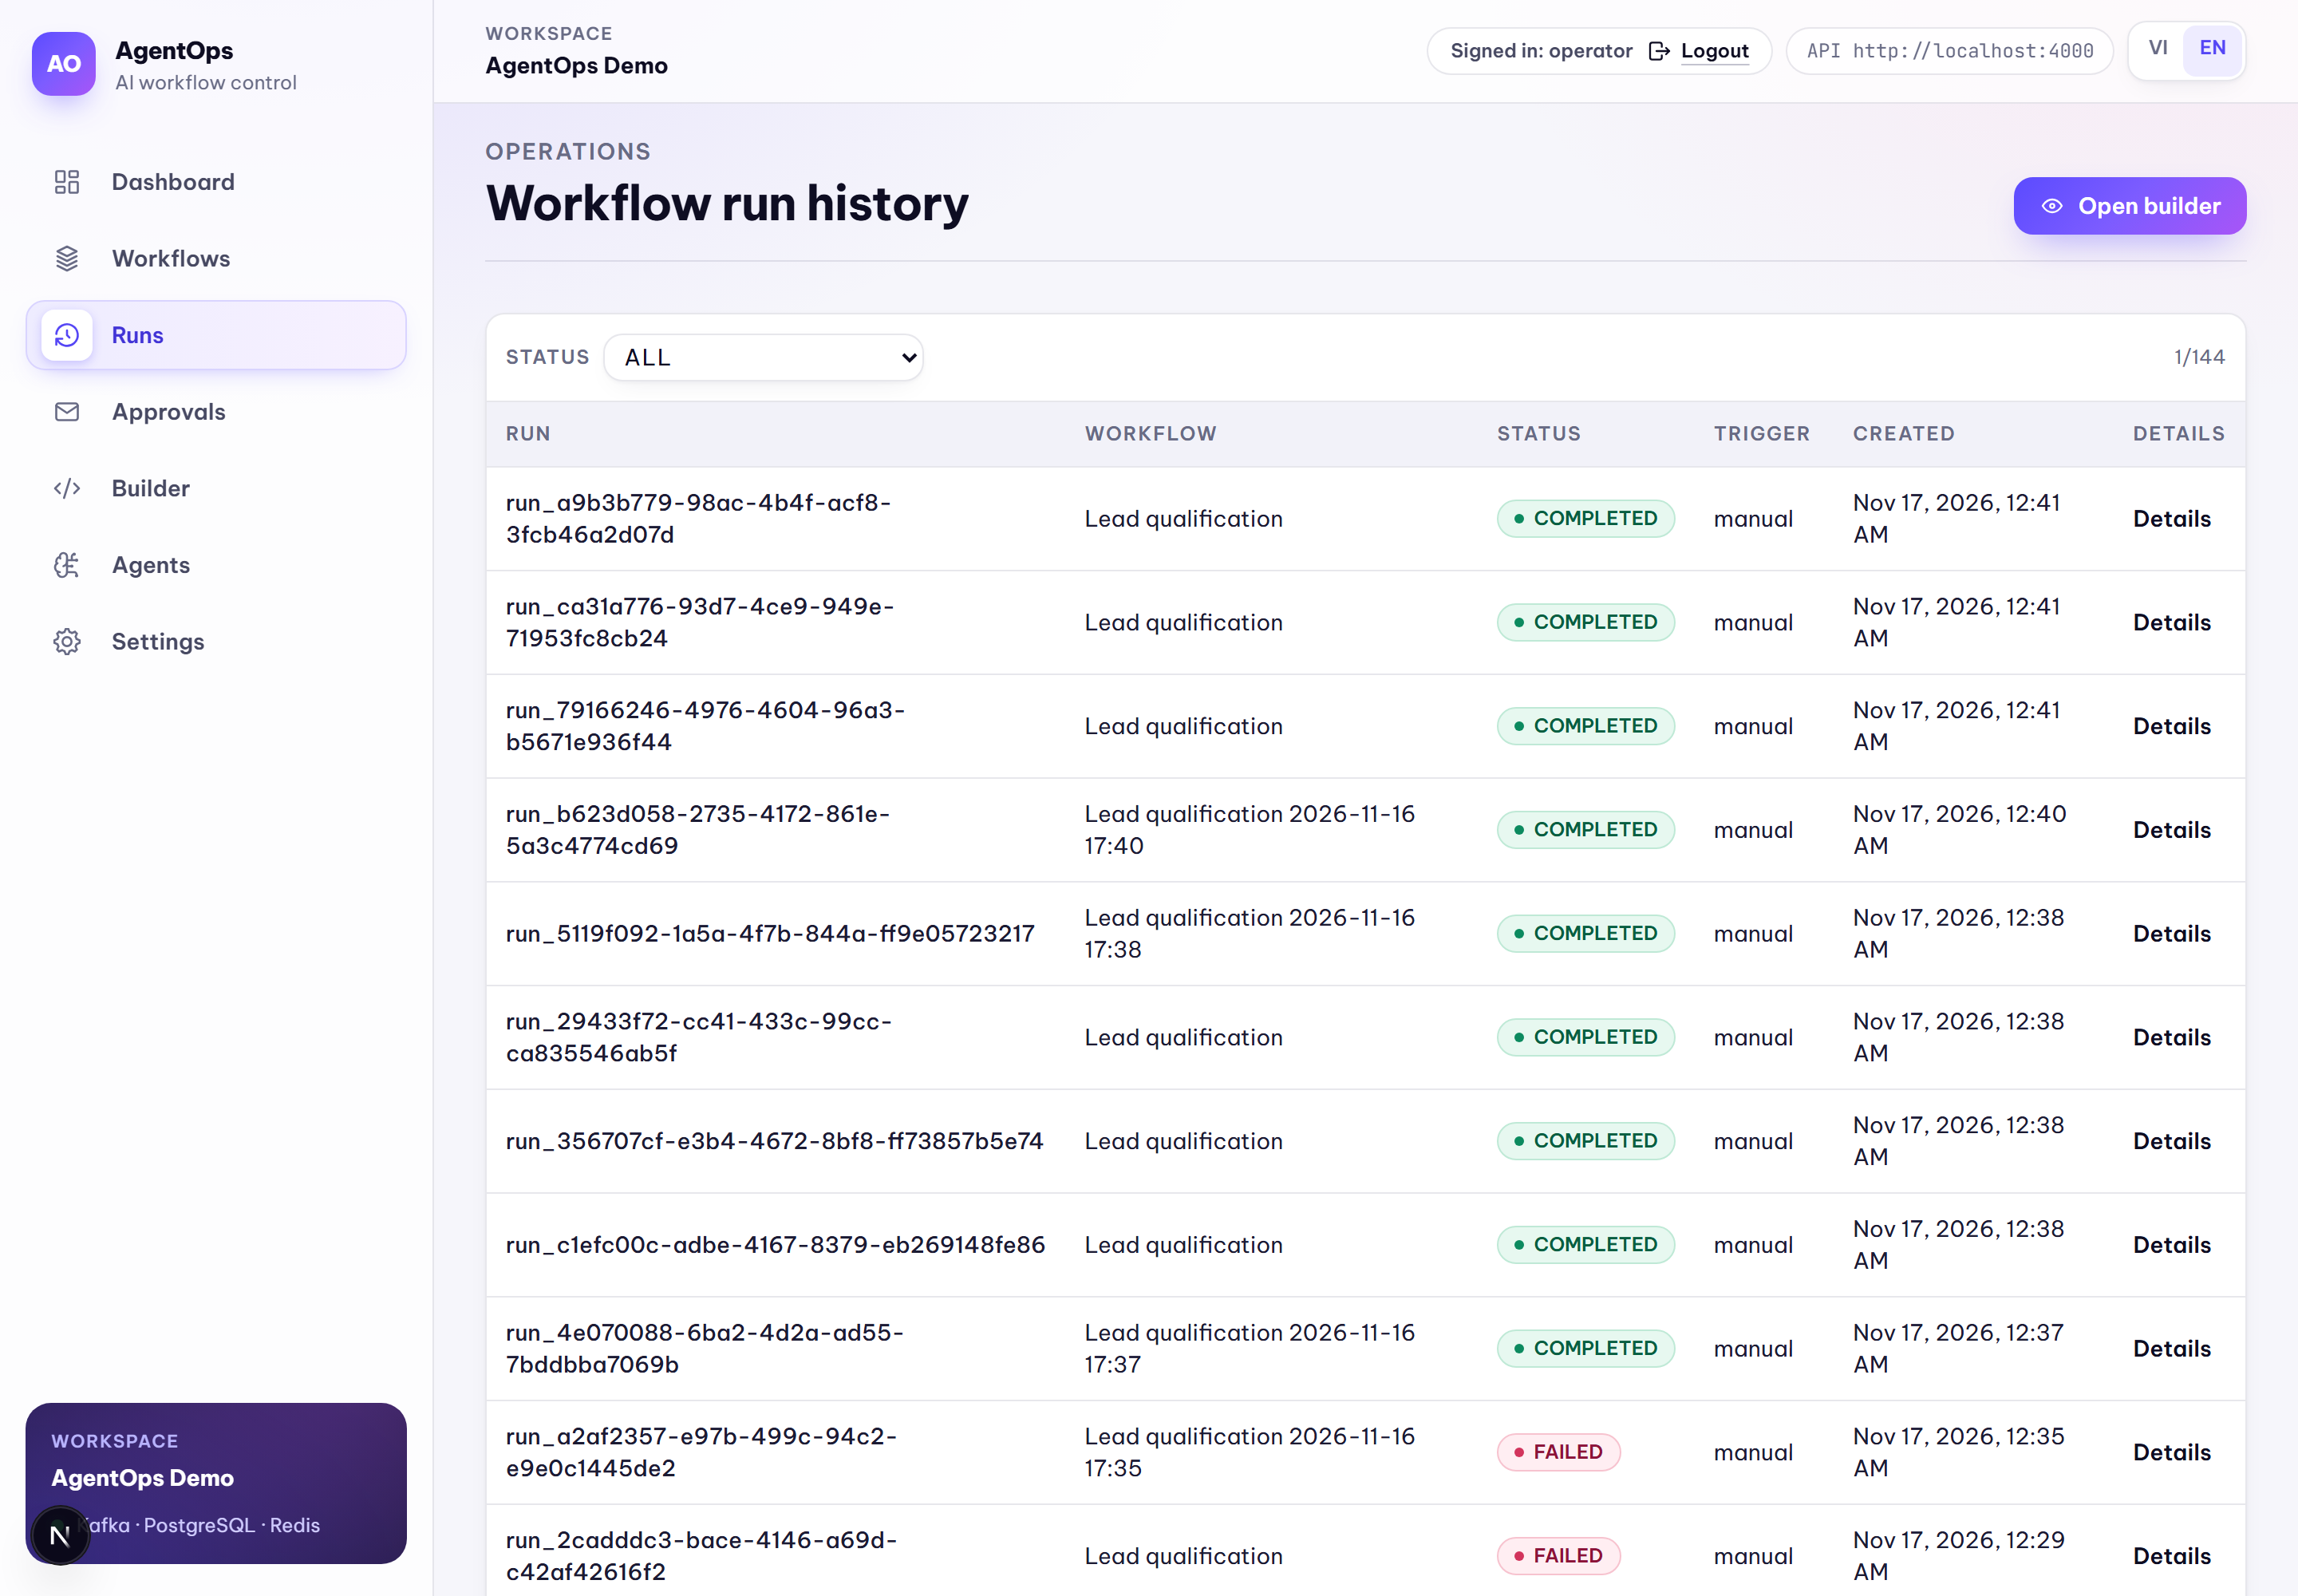 AO
AgentOps
AI workflow control
Dashboard
Workflows
Runs
Approvals
Builder
Agents
Settings
WORKSPACE
AgentOps Demo
Kafka · PostgreSQL · Redis
N
WORKSPACE
AgentOps Demo
Signed in: operator Logout
API http://localhost:4000
VI EN
OPERATIONS
Workflow run history
Open builder
STATUS ALL 1/144
RUN WORKFLOW STATUS TRIGGER CREATED DETAILS
run_a9b3b779-98ac-4b4f-acf8-
3fcb46a2d07d
Lead qualification
COMPLETED
manual
Nov 17, 2026, 12:41
AM
Details
run_ca31a776-93d7-4ce9-949e-
71953fc8cb24
Lead qualification
COMPLETED
manual
Nov 17, 2026, 12:41
AM
Details
run_79166246-4976-4604-96a3-
b5671e936f44
Lead qualification
COMPLETED
manual
Nov 17, 2026, 12:41
AM
Details
run_b623d058-2735-4172-861e-
5a3c4774cd69
Lead qualification 2026-11-16
17:40
COMPLETED
manual
Nov 17, 2026, 12:40
AM
Details
run_5119f092-1a5a-4f7b-844a-ff9e05723217
Lead qualification 2026-11-16
17:38
COMPLETED
manual
Nov 17, 2026, 12:38
AM
Details
run_29433f72-cc41-433c-99cc-
ca835546ab5f
Lead qualification
COMPLETED
manual
Nov 17, 2026, 12:38
AM
Details
run_356707cf-e3b4-4672-8bf8-ff73857b5e74
Lead qualification
COMPLETED
manual
Nov 17, 2026, 12:38
AM
Details
run_c1efc00c-adbe-4167-8379-eb269148fe86
Lead qualification
COMPLETED
manual
Nov 17, 2026, 12:38
AM
Details
run_4e070088-6ba2-4d2a-ad55-
7bddbba7069b
Lead qualification 2026-11-16
17:37
COMPLETED
manual
Nov 17, 2026, 12:37
AM
Details
run_a2af2357-e97b-499c-94c2-
e9e0c1445de2
Lead qualification 2026-11-16
17:35
FAILED
manual
Nov 17, 2026, 12:35
AM
Details
run_2cadddc3-bace-4146-a69d-
c42af42616f2
Lead qualification
FAILED
manual
Nov 17, 2026, 12:29
AM
Details